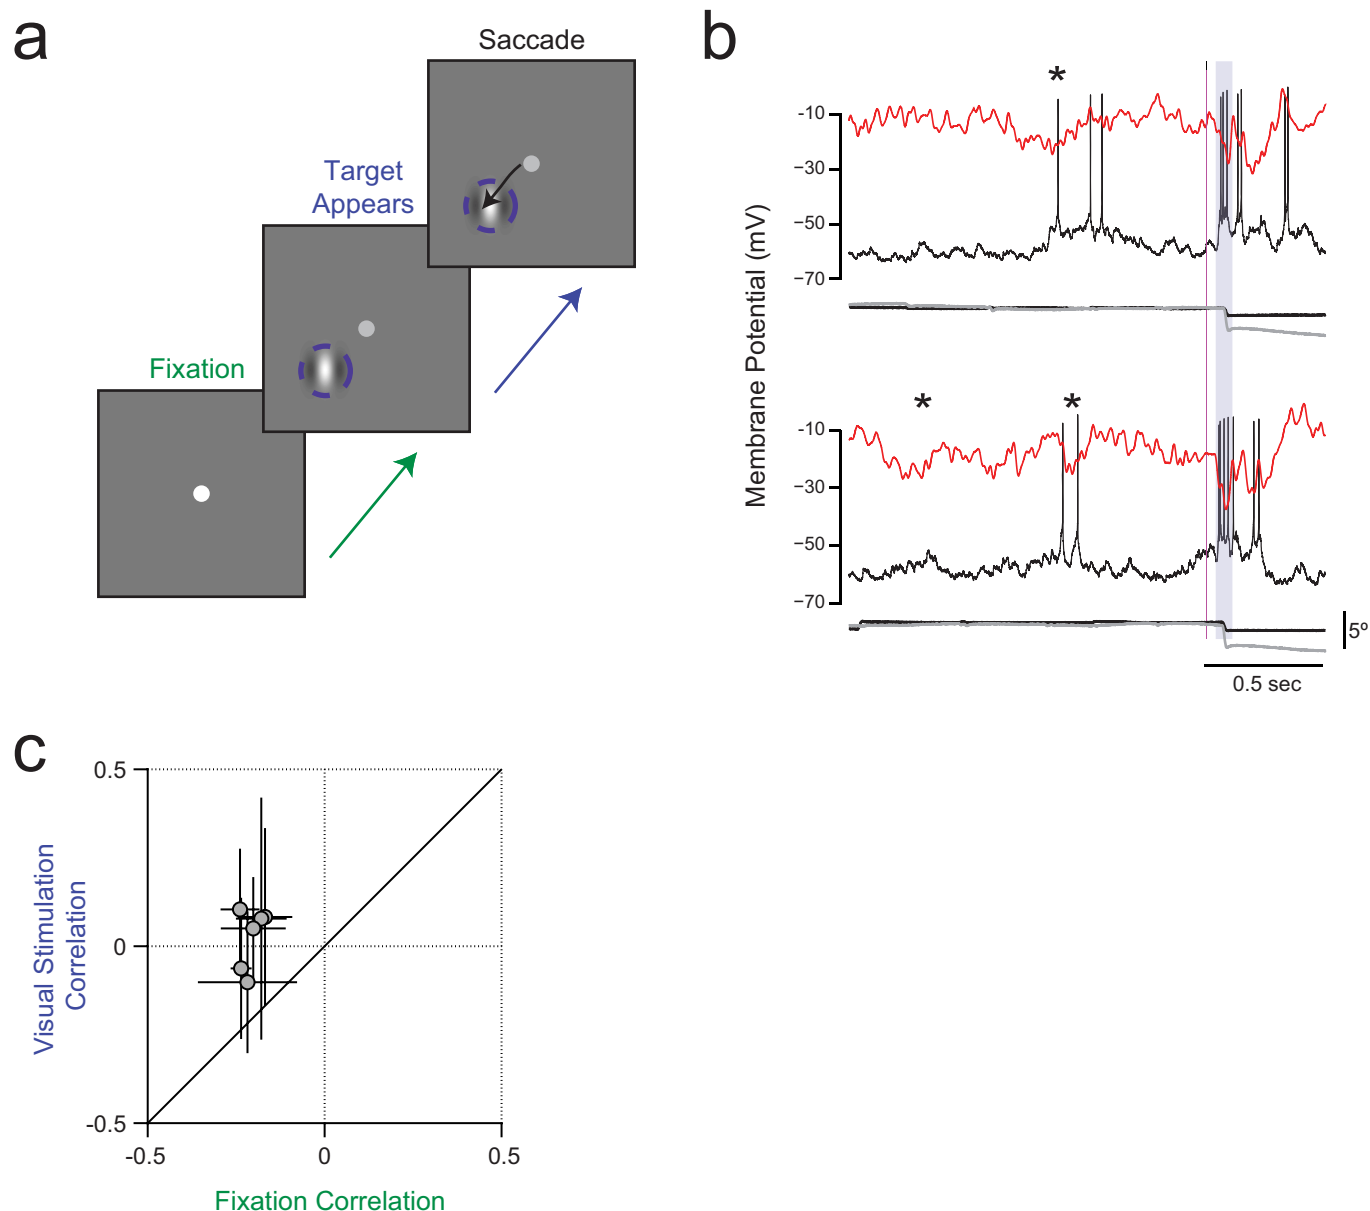 a
Saccade
Target
Appears
Fixation
b
*
-10
−30
−50
−70
Membrane Potential (mV)
* *
-10
−30
−50
−70
5º
0.5 sec
c
0.5
0
-0.5
Visual Stimulation
Correlation
-0.5 0 0.5
Fixation Correlation